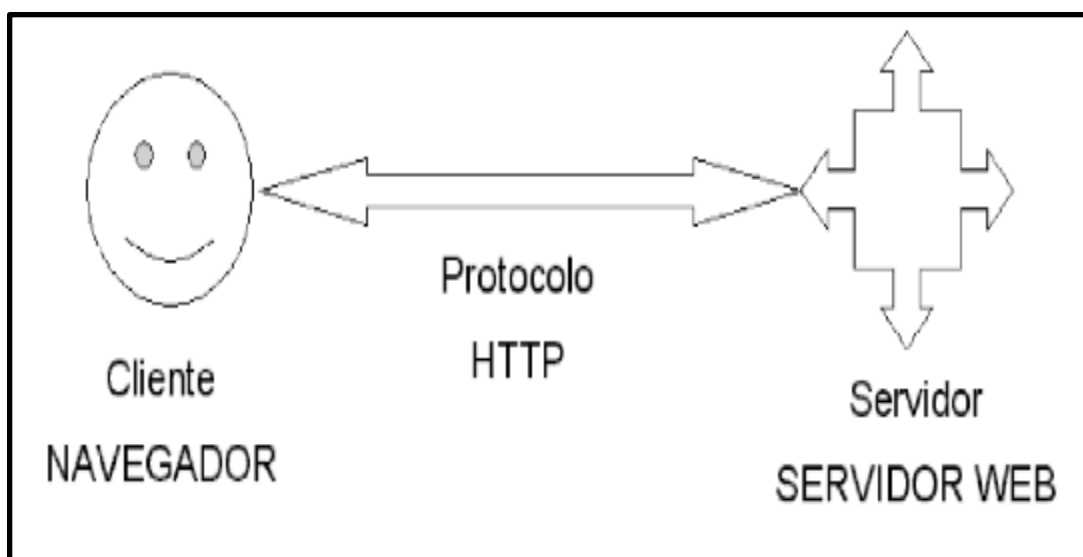 Protocolo
HTTP
Cliente
NAVEGADOR
Servidor
SERVIDOR WEB